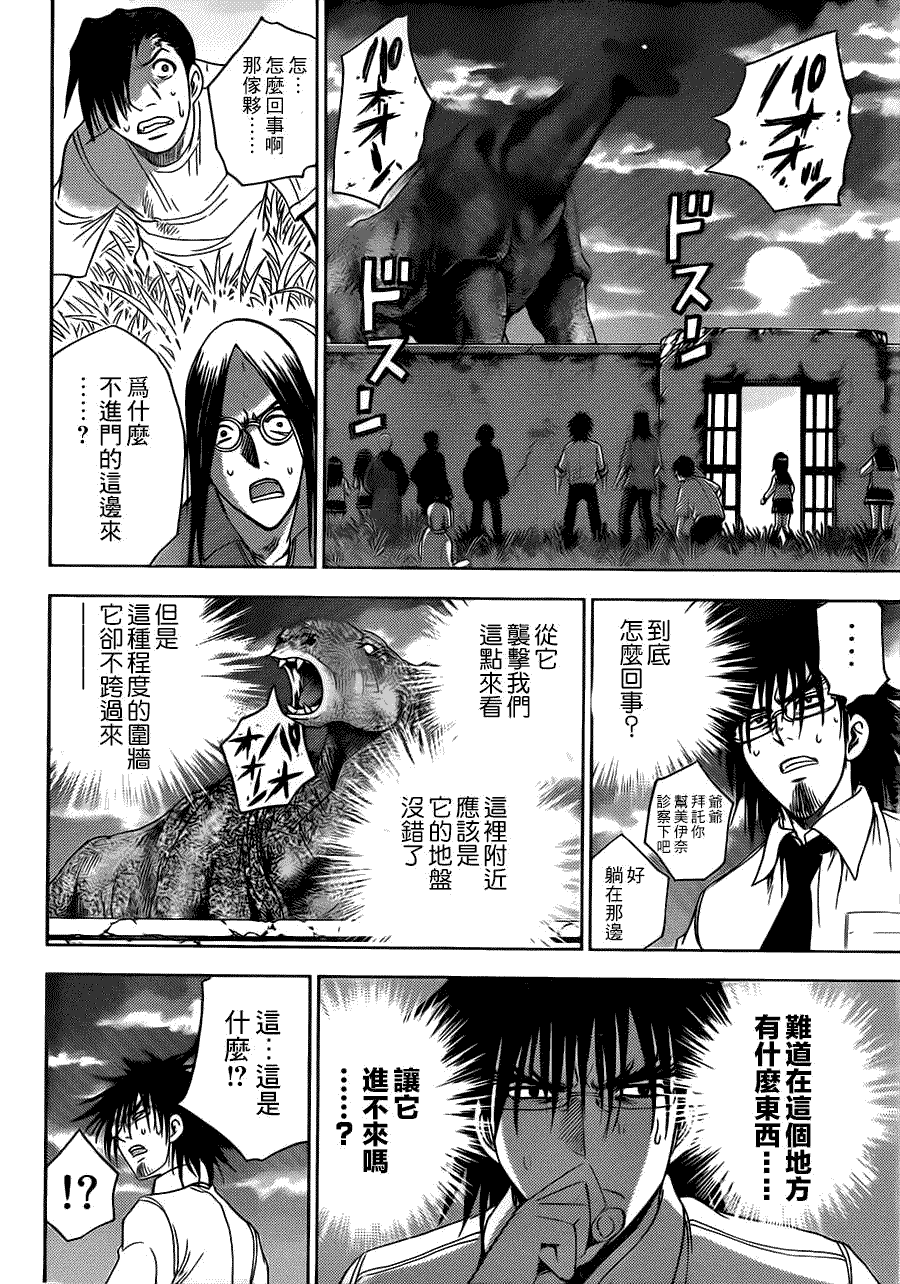 パオオ
パオオー
ドスン
ドスン
怎…
怎麼回事啊
那傢夥……
爲什麼
不進門的這邊來
……?
‥‥
到底
怎麼回事?
爺爺
拜託你
幫美伊奈
診察下吧
好
躺在那邊
從它
襲擊我們
這點來看
這裡附近
應該是
它的地盤
沒錯了
パオオオー
但是
這種程度的圍牆
它卻不跨過來
——
難道在這個地方
有什麼東西……
讓它
進不來嗎
……?
這…這是
什麼!?
!?